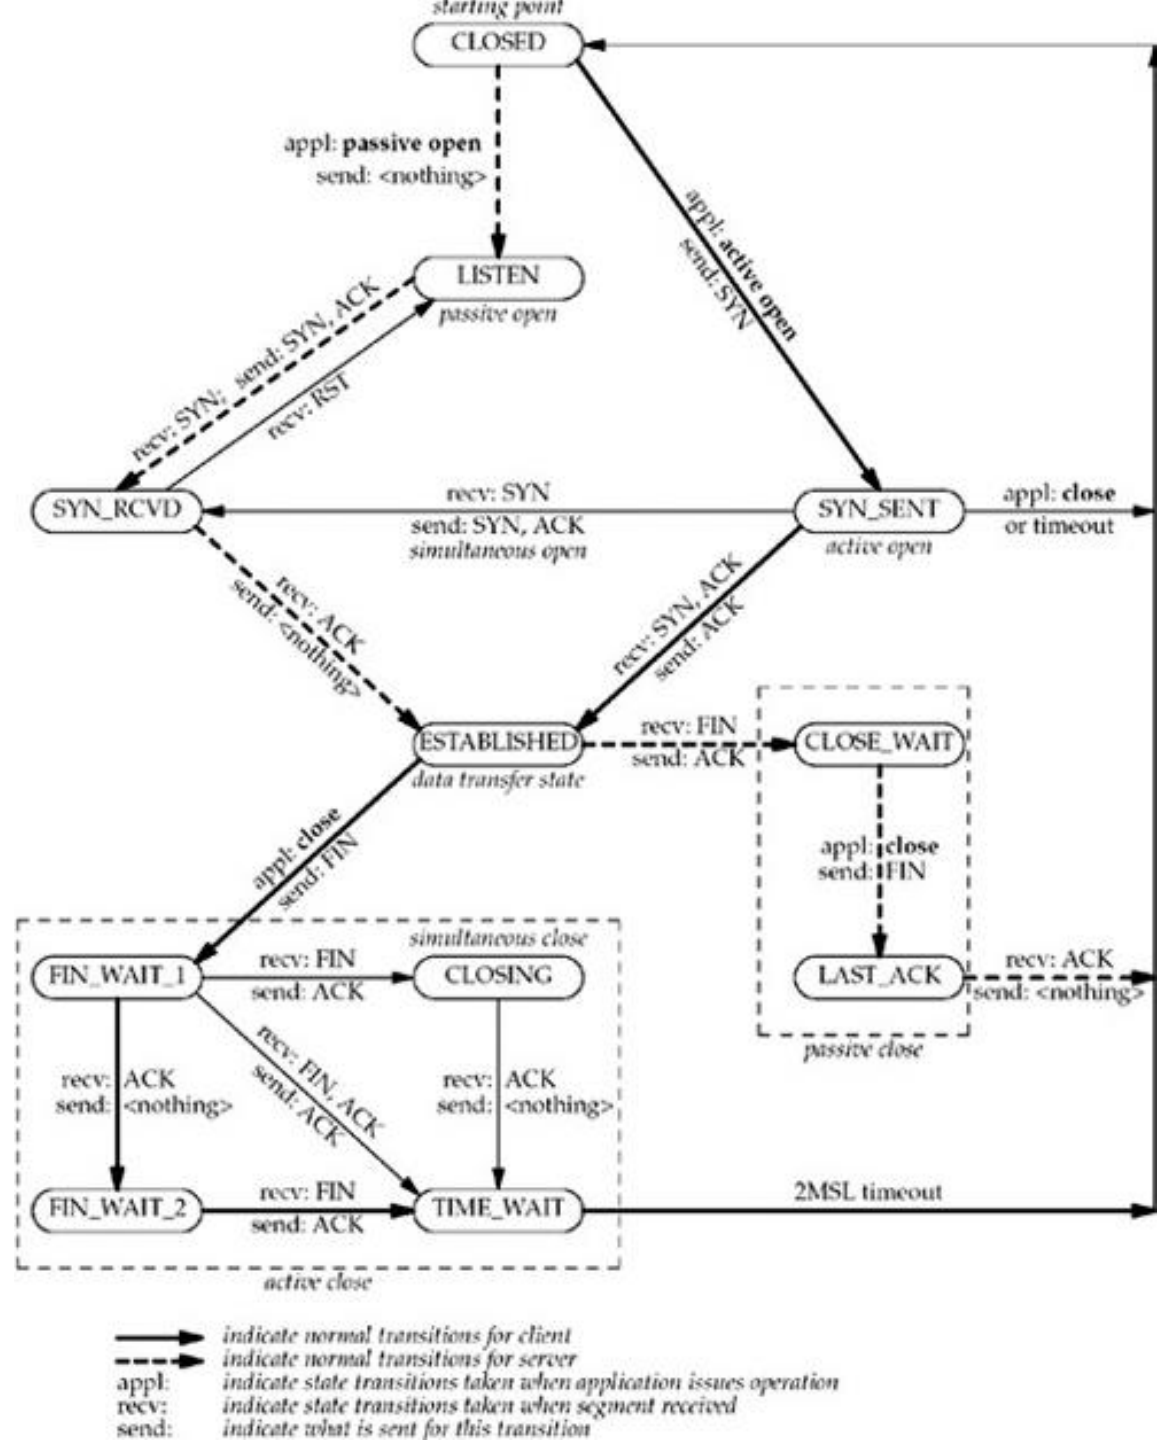 starting point
CLOSED
appl: passive open
send: <nothing>
appl: active open
send: SYN
LISTEN
passive open
recv: SYN; send: SYN, ACK
recv: RST
SYN_RCVD
recv: SYN
send: SYN, ACK
simultaneous open
SYN_SENT
active open
appl: close
or timeout
recv: ACK
send: <nothing>
recv: SYN, ACK
send: ACK
ESTABLISHED
data transfer state
recv: FIN
send: ACK
CLOSE_WAIT
appl: close
send: FIN
appl: close
send: FIN
LAST_ACK
recv: ACK
send: <nothing>
passive close
simultaneous close
FIN_WAIT_1
recv: FIN
send: ACK
CLOSING
recv: ACK
send: <nothing>
recv: FIN, ACK
send: ACK
recv: ACK
send: <nothing>
FIN_WAIT_2
recv: FIN
send: ACK
TIME_WAIT
2MSL timeout
active close
indicate normal transitions for client
indicate normal transitions for server
appl: indicate state transitions taken when application issues operation
recv: indicate state transitions taken when segment received
send: indicate what is sent for this transition